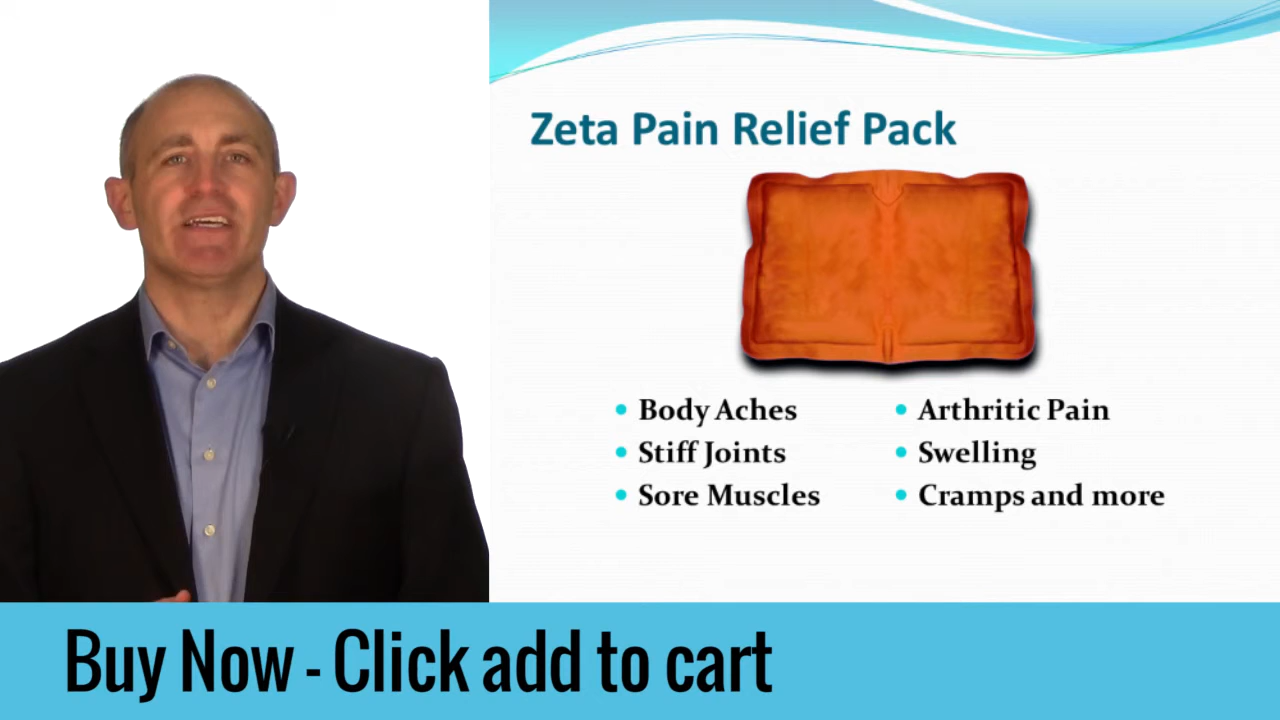 Zeta Pain Relief Pack
Body Aches
Stiff Joints
Sore Muscles
Arthritic Pain
Swelling
Cramps and more
Buy Now - Click add to cart